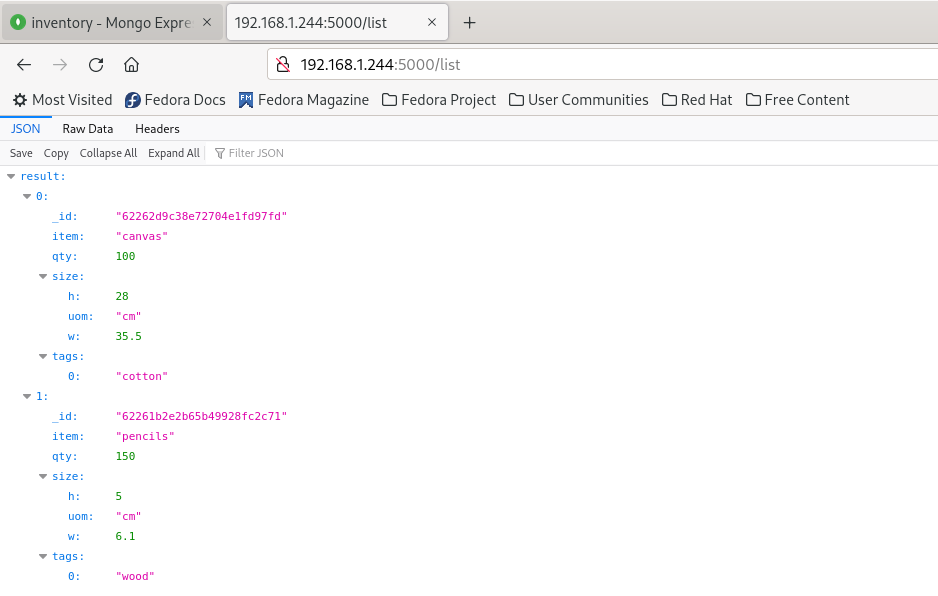 inventory - Mongo Expre
192.168.1.244:5000/list
192.168.1.244:5000/list
Most Visited Fedora Docs Fedora Magazine Fedora Project User Communities Red Hat Free Content
JSON Raw Data Headers
Save Copy Collapse All Expand All Filter JSON
result:
0:
_id: "62262d9c38e72704e1fd97fd"
item: "canvas"
qty: 100
size:
h: 28
uom: "cm"
w: 35.5
tags:
0: "cotton"
1:
_id: "62261b2e2b65b49928fc2c71"
item: "pencils"
qty: 150
size:
h: 5
uom: "cm"
w: 6.1
tags:
0: "wood"